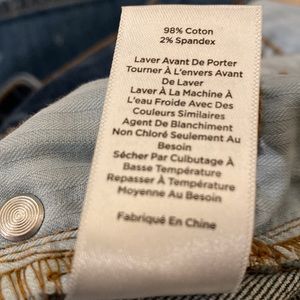 98% Coton
2% Spandex
Laver Avant De Porter
Tourner À L'envers Avant
De Laver
Laver À La Machine À
L'eau Froide Avec Des
Couleurs Similaires
Agent De Blanchiment
Non Chloré Seulement Au
Besoin
Sécher Par Culbutage À
Basse Température
Repasser À Température
Moyenne Au Besoin
Fabriqué En Chine